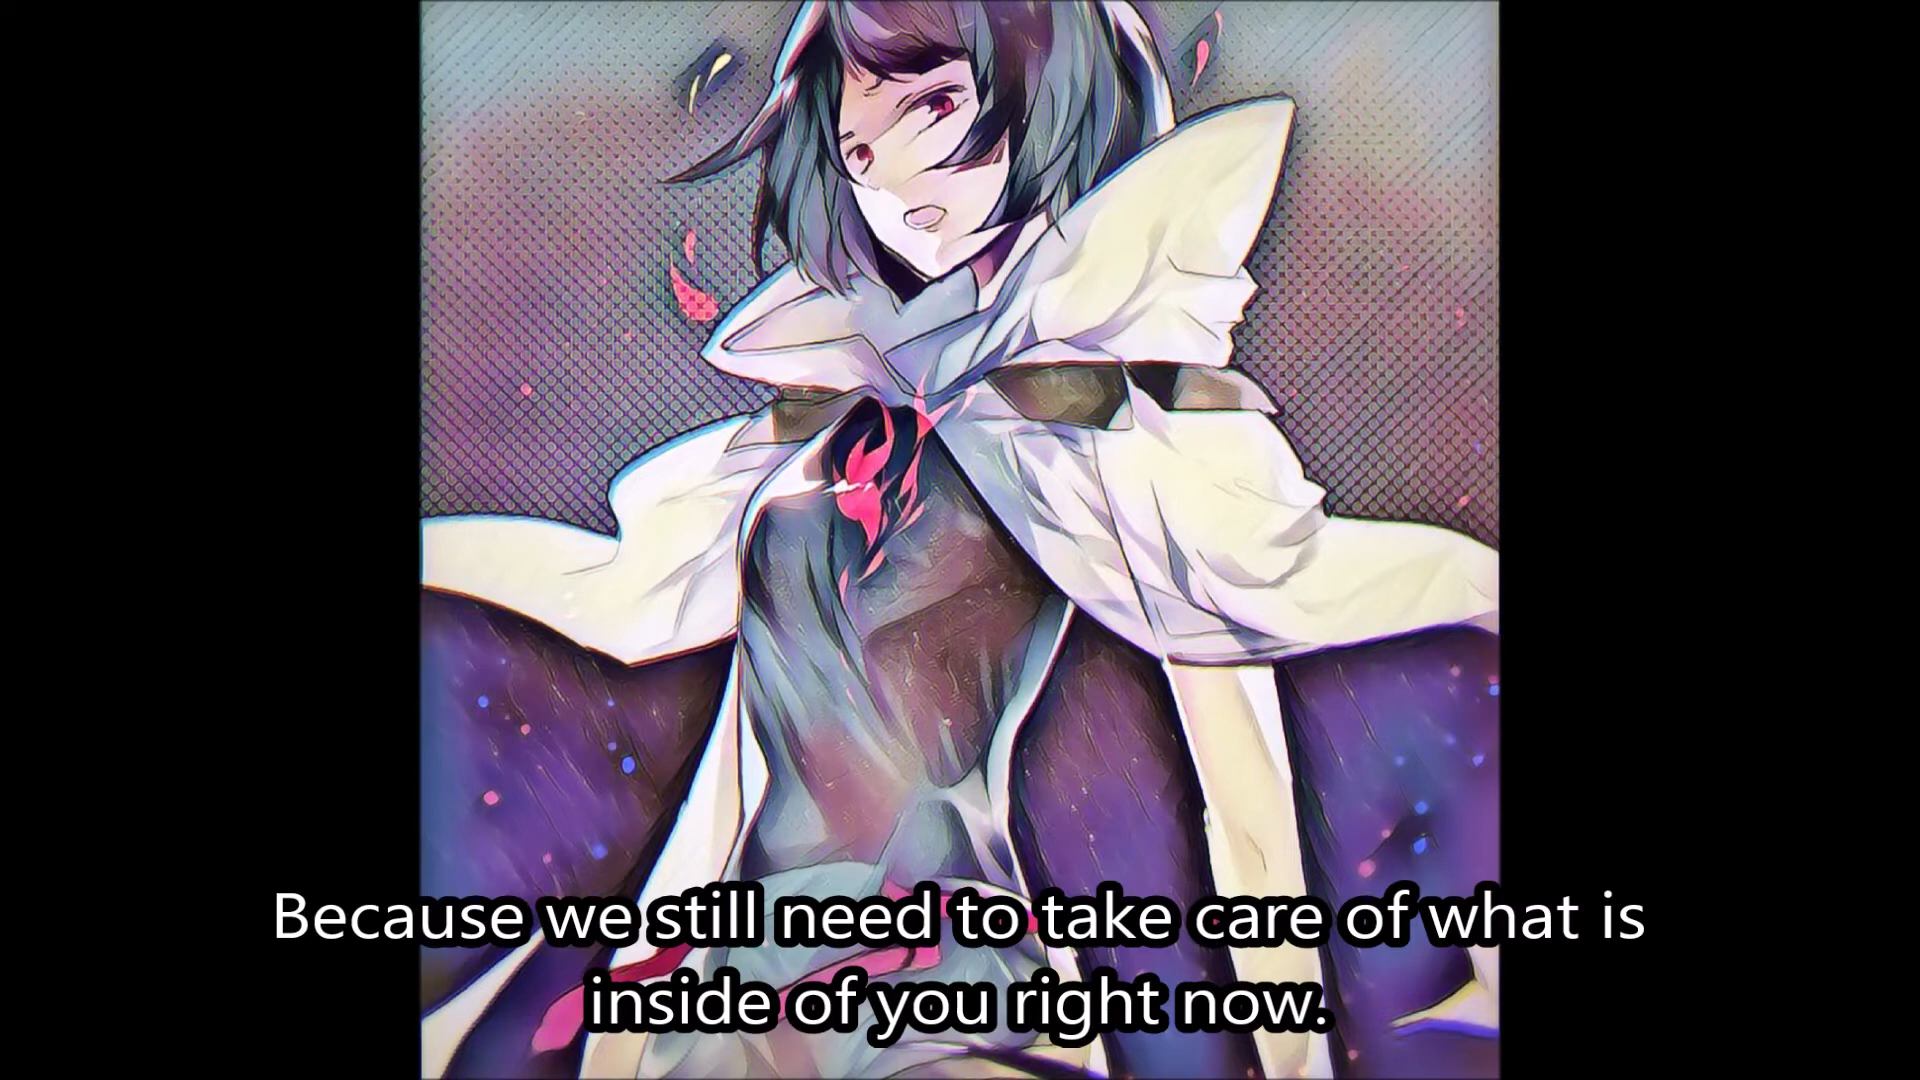 Because we still need to take care of what is
inside of you right now.